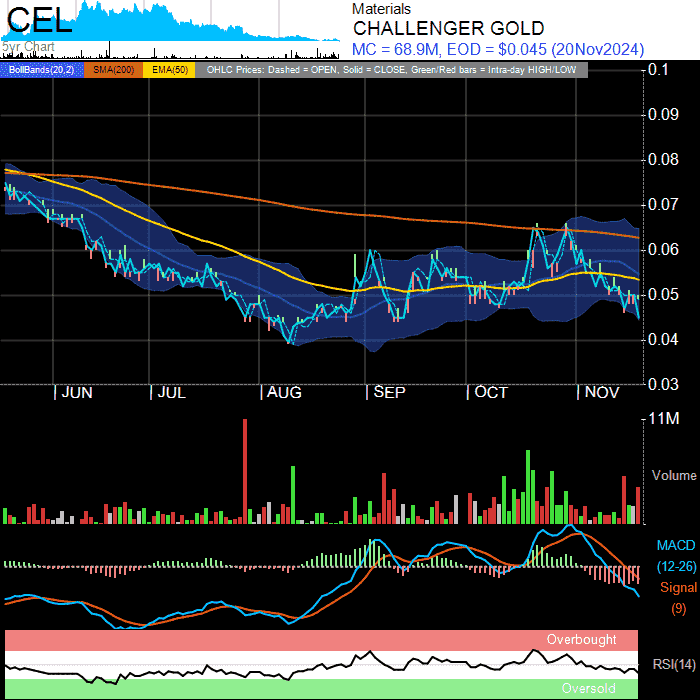 CEL
5yr Chart
Materials
CHALLENGER GOLD
MC = 68.9M, EOD = $0.045 (20Nov2024)
BollBands(20,2) SMA(200) EMA(50) OHLC Prices: Dashed = OPEN, Solid = CLOSE, Green/Red bars = Intra-day HIGH/LOW
0.1
0.09
0.08
0.07
0.06
0.05
0.04
0.03
JUN JUL AUG SEP OCT NOV
11M
Volume
MACD
(12-26)
Signal
(9)
Overbought
RSI(14)
Oversold